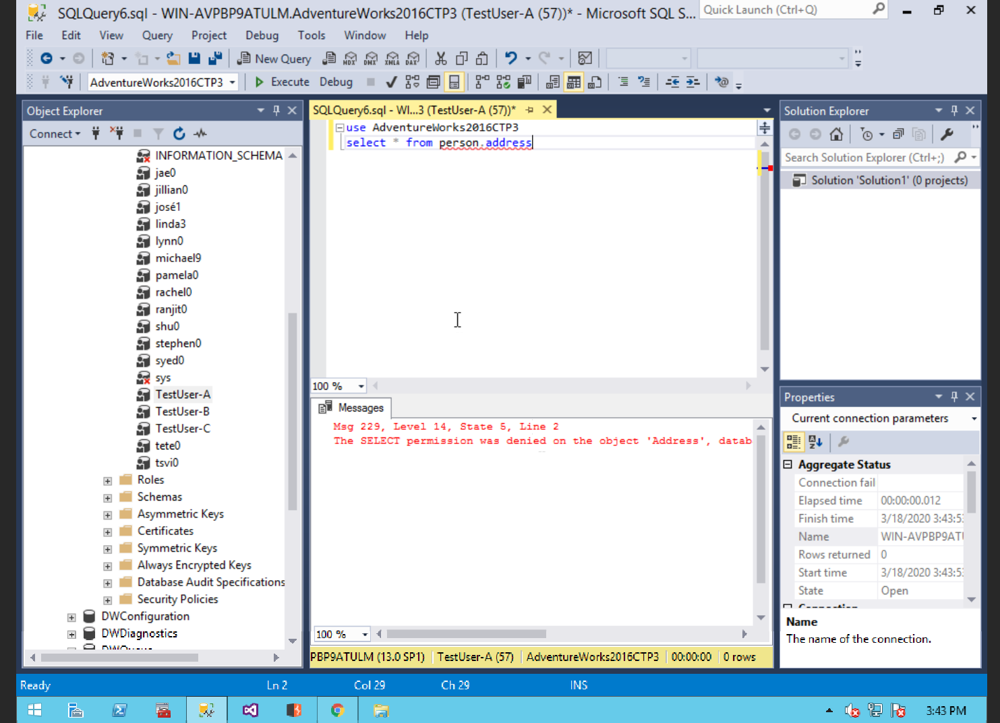 SQLQuery6.sql - WIN-AVPBP9ATULM.AdventureWorks2016CTP3 (TestUser-A (57))* - Microsoft SQL S...
Quick Launch (Ctrl+Q)
File Edit View Query Project Debug Tools Window Help
New Query MDX DMX XMLA DAX
AdventureWorks2016CTP3 Execute Debug
Object Explorer
Connect
INFORMATION_SCHEMA
jae0
jillian0
josé1
linda3
lynn0
michael9
pamela0
rachel0
ranjit0
shu0
stephen0
syed0
sys
TestUser-A
TestUser-B
TestUser-C
tete0
tsvi0
Roles
Schemas
Asymmetric Keys
Certificates
Symmetric Keys
Always Encrypted Keys
Database Audit Specifications
Security Policies
DWConfiguration
DWDiagnostics
SQLQuery6.sql - WI...3 (TestUser-A (57))*
use AdventureWorks2016CTP3
select * from person.address
100 %
Messages
Msg 229, Level 14, State 5, Line 2
The SELECT permission was denied on the object 'Address', datab
100 %
PBP9ATULM (13.0 SP1) TestUser-A (57) AdventureWorks2016CTP3 00:00:00 0 rows
Solution Explorer
Search Solution Explorer (Ctrl+;)
Solution 'Solution1' (0 projects)
Properties
Current connection parameters
Aggregate Status
Connection fail
Elapsed time 00:00:00.012
Finish time 3/18/2020 3:43:5
Name WIN-AVPBP9AT
Rows returned 0
Start time 3/18/2020 3:43:5
State Open
Name
The name of the connection.
Ready Ln 2 Col 29 Ch 29 INS
3:43 PM